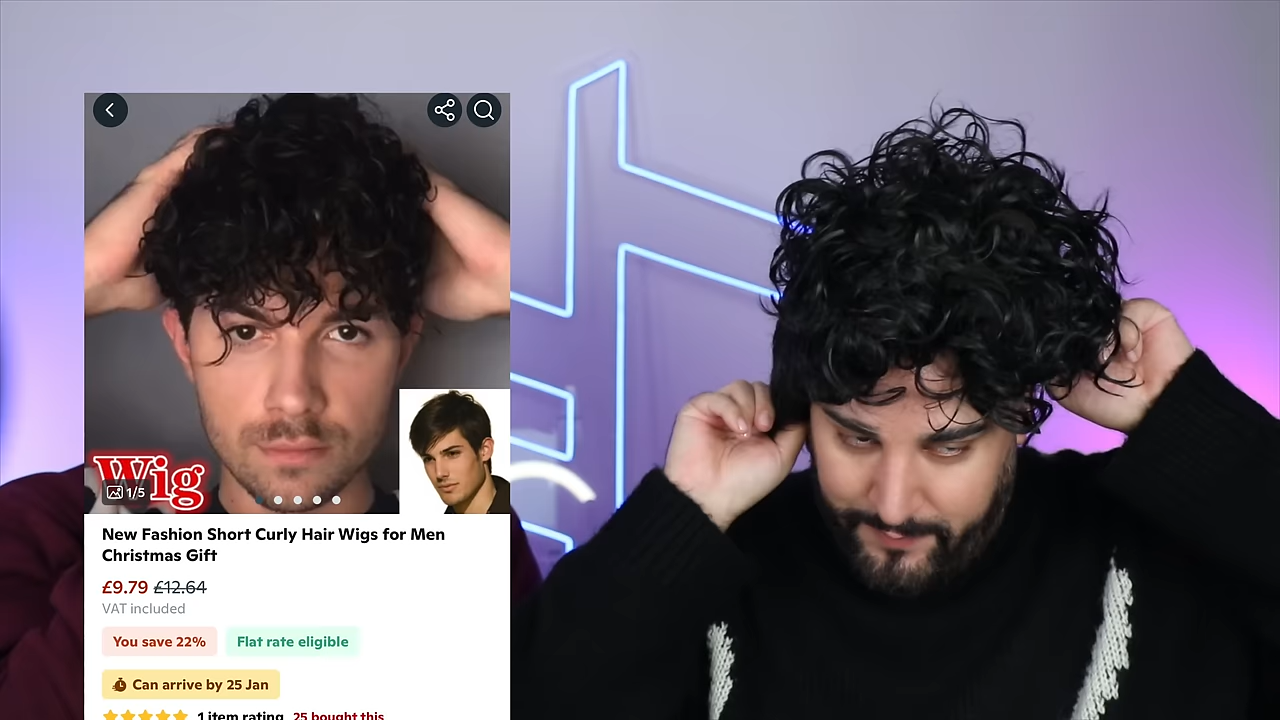 Wig
1/5
New Fashion Short Curly Hair Wigs for Men
Christmas Gift
£9.79 £12.64
VAT included
You save 22% Flat rate eligible
Can arrive by 25 Jan
1 item rating 25 bought this